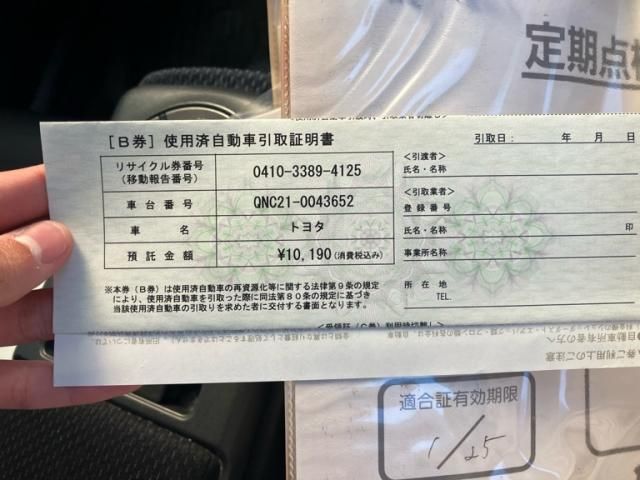 定期点検
[B券] 使用済自動車引取証明書
引取日： 年 月 日
リサイクル券番号
(移動報告番号)
0410-3389-4125
車台番号
QNC21-0043652
車名
トヨタ
預託金額
¥10,190 (消費税込み)
<引渡者>
氏名・名称
<引取業者>
登録番号
氏名・名称
印
事業所名称
所在地
TEL.
※本券（B券）は使用済自動車の再資源化等に関する法律第9条の規定
により、使用済自動車を引取った際に同法第80条の規定に基づき
当該使用済自動車の引取りを求めた者に交付する書面となります。
適合証有効期限
1/25